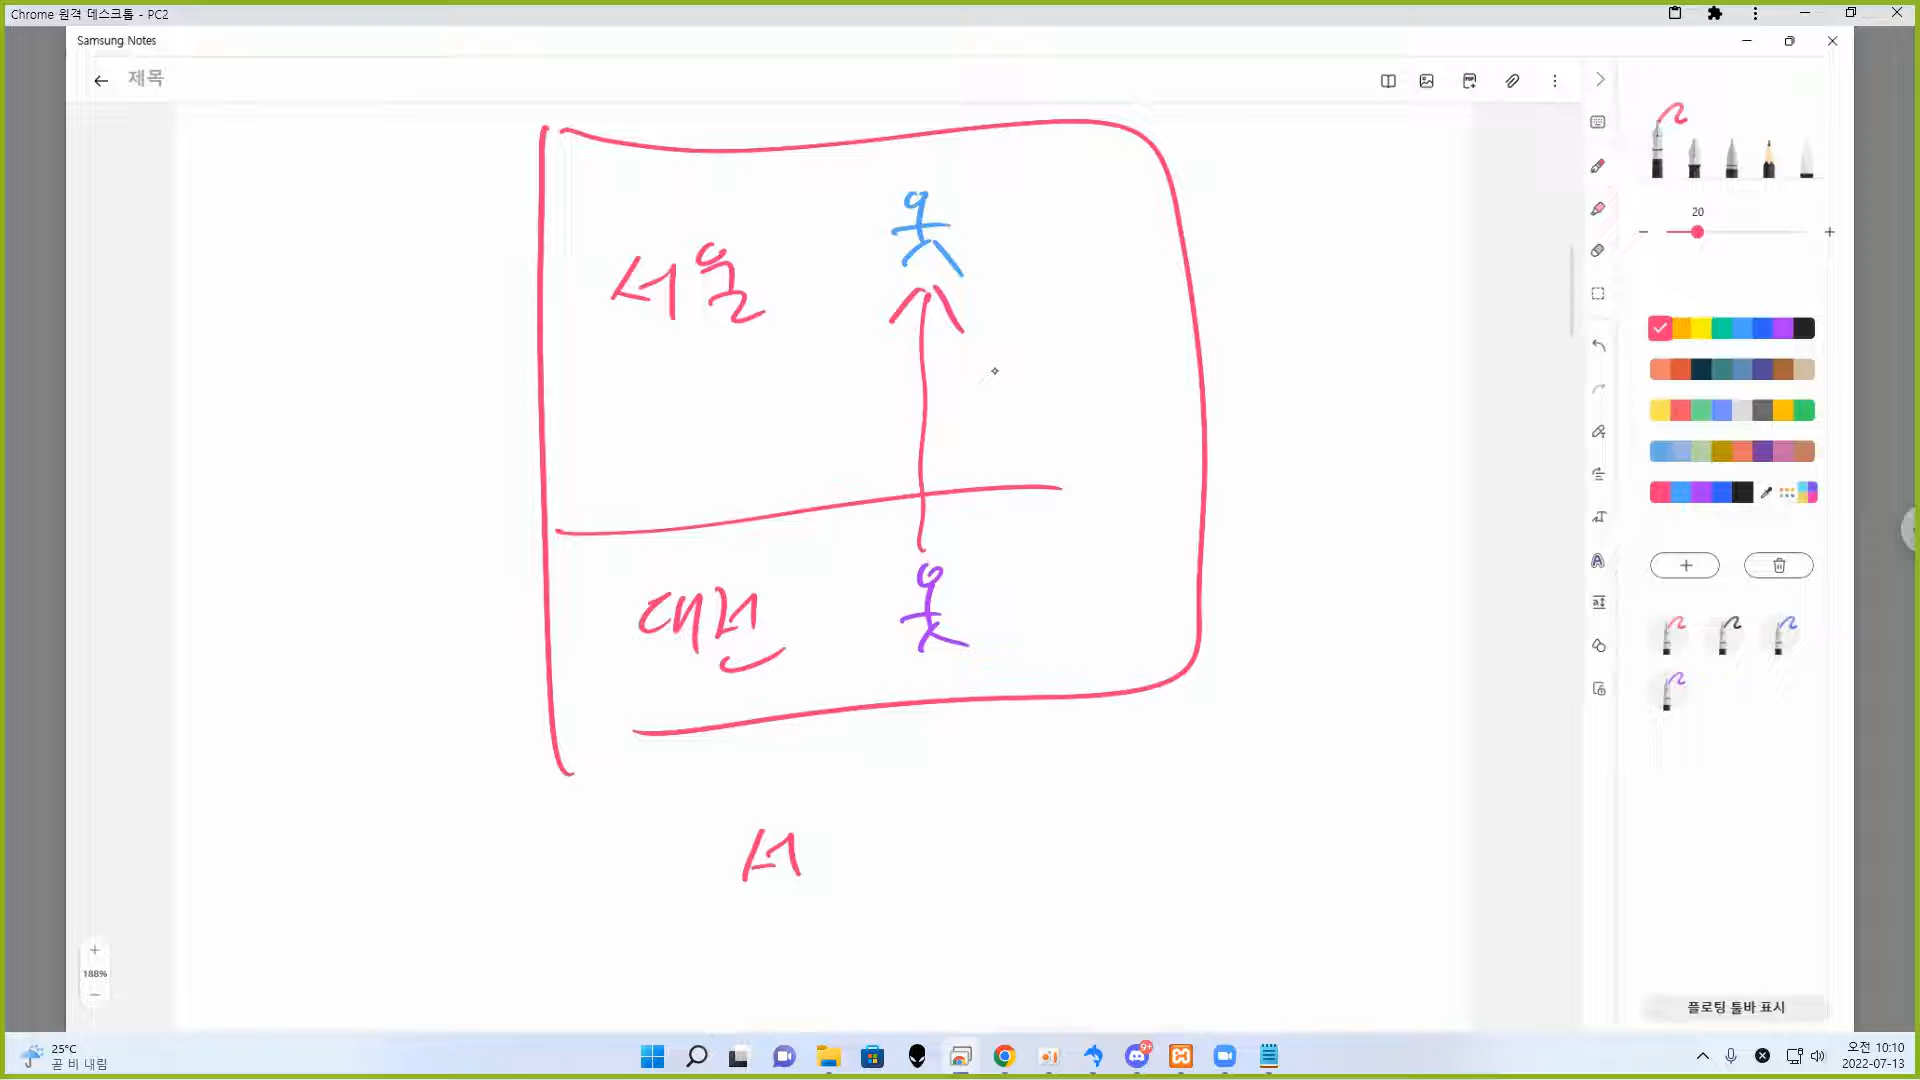 Chrome 원격 데스크톱 - PC2
Samsung Notes
제목
20
서울
대전
서
188%
플로팅 툴바 표시
25°C
곧 비 내림
9+
오전 10:10
2022-07-13